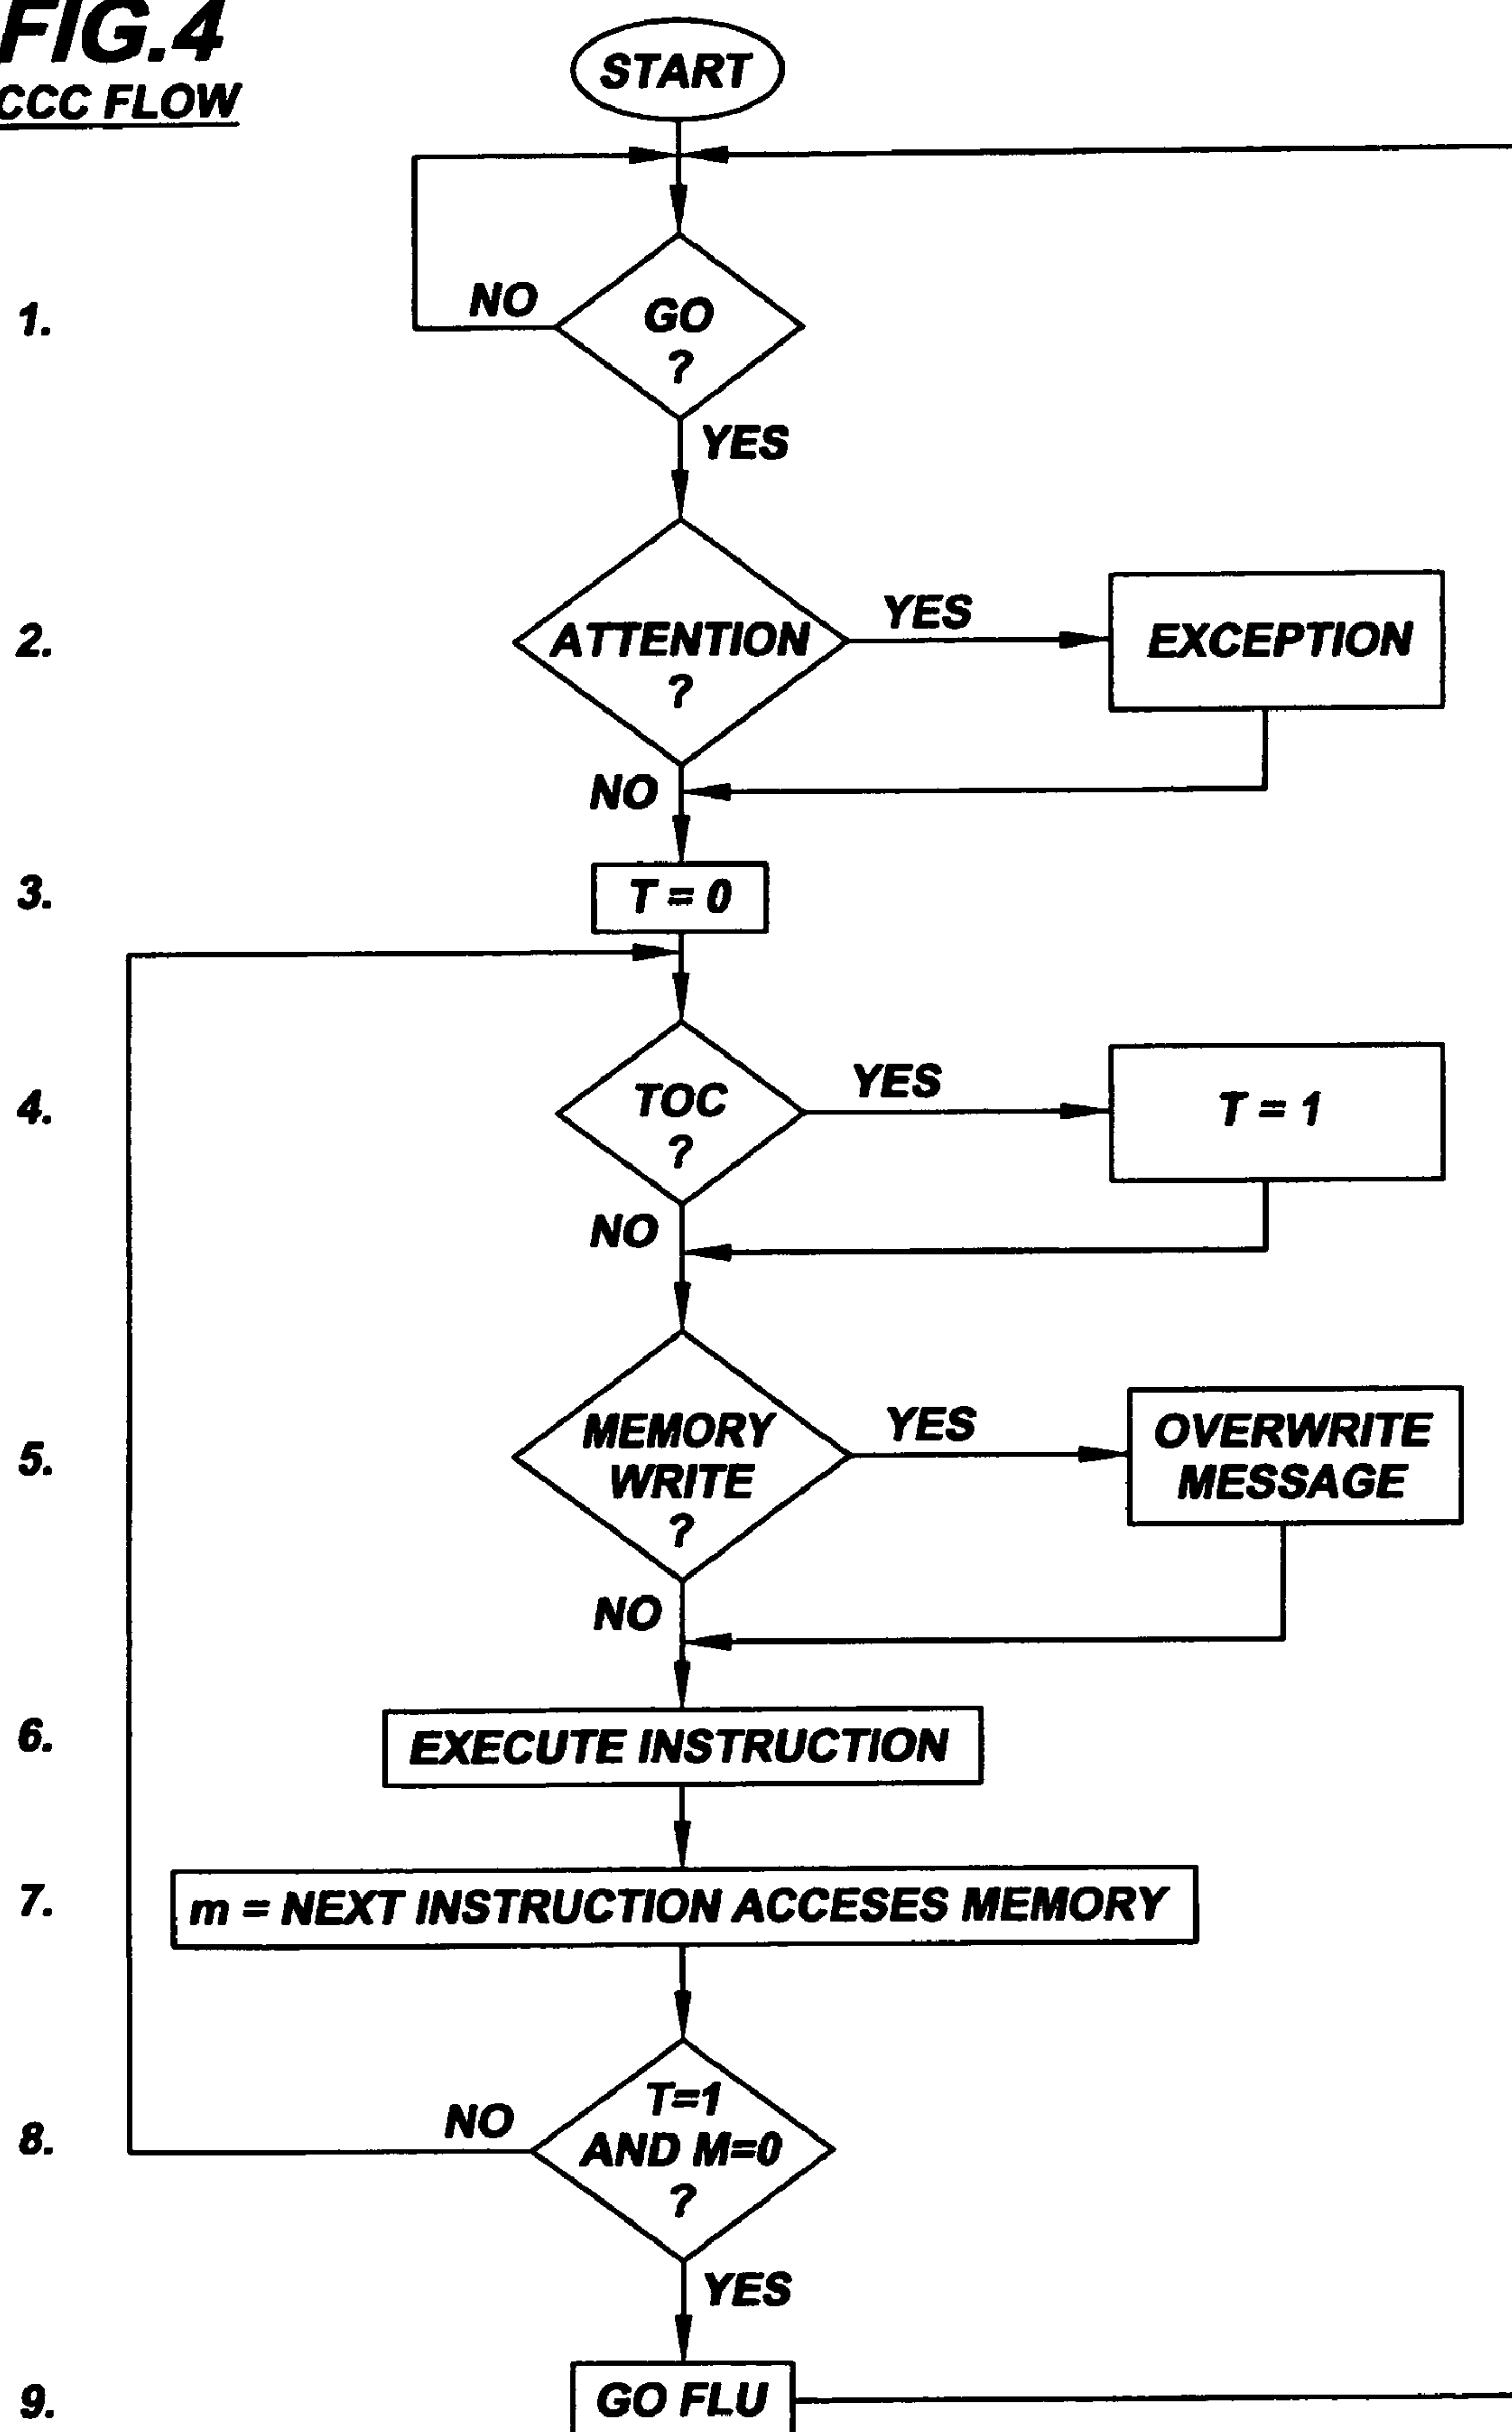 FIG.4
CCC FLOW
START
1.
NO
GO
?
YES
2.
ATTENTION
?
YES
EXCEPTION
NO
3.
T = 0
4.
TOC
?
YES
T = 1
NO
5.
MEMORY
WRITE
?
YES
OVERWRITE
MESSAGE
NO
6.
EXECUTE INSTRUCTION
7.
m = NEXT INSTRUCTION ACCESES MEMORY
8.
NO
T=1
AND M=0
?
YES
9.
GO FLU